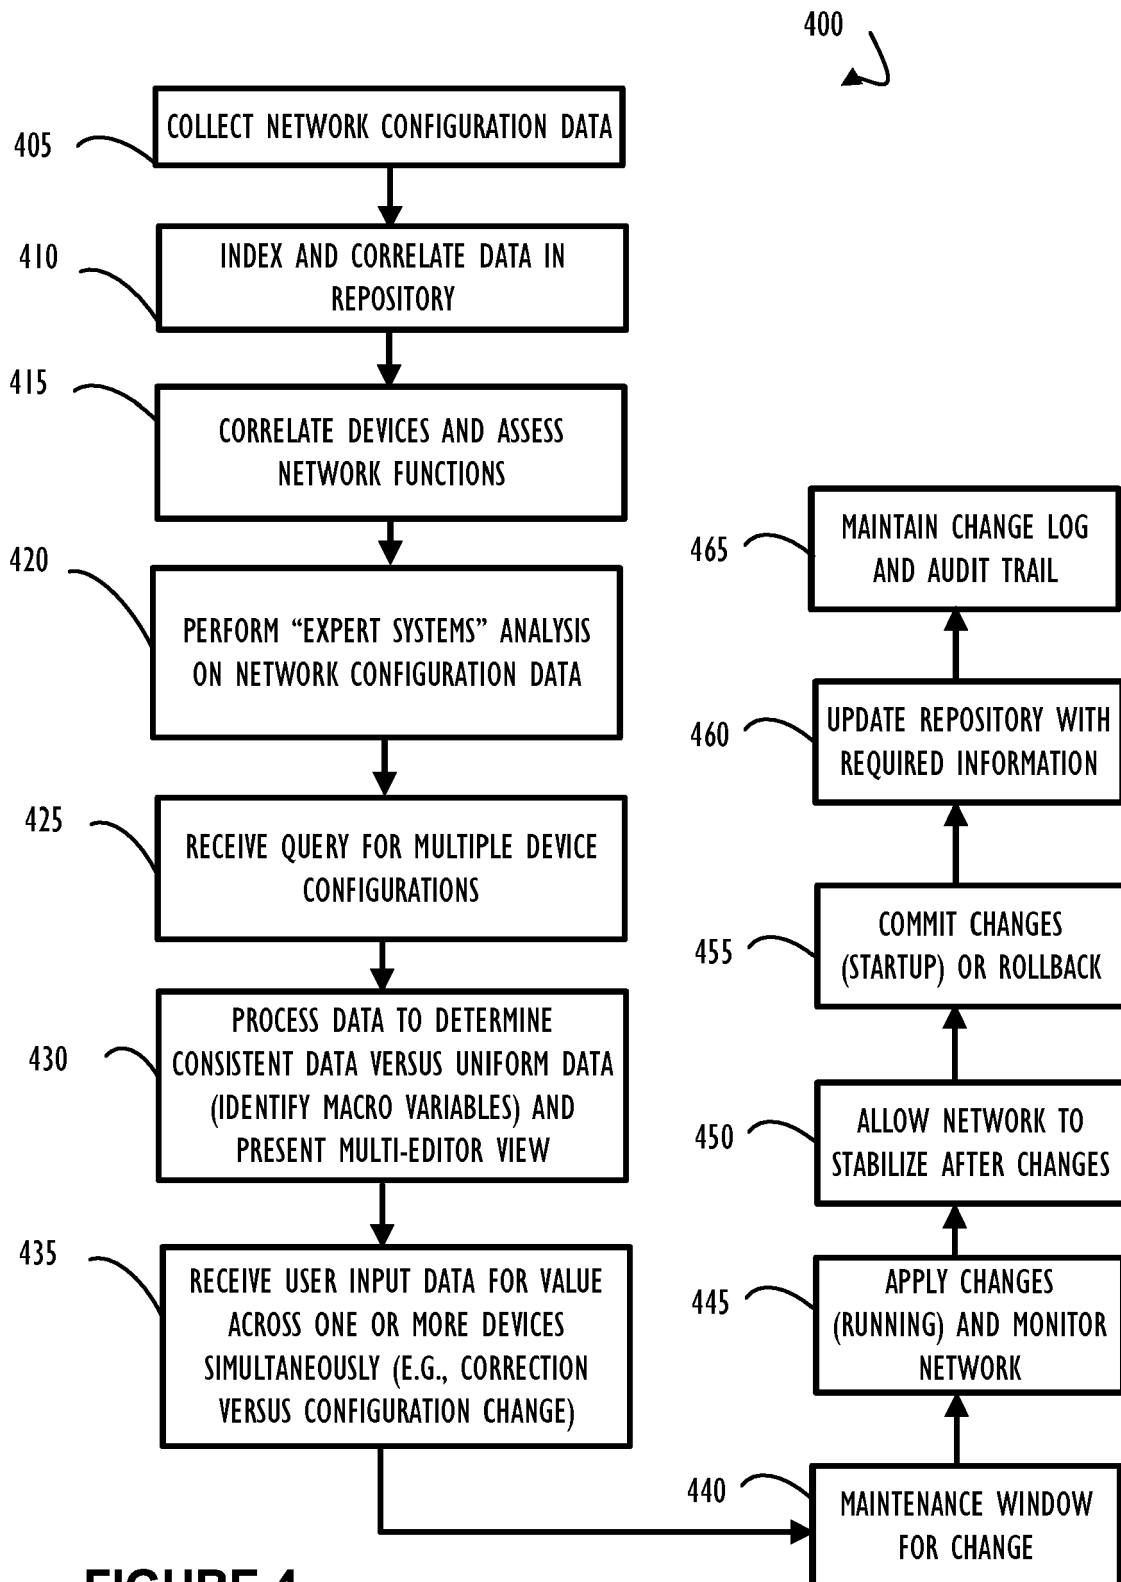 400
405
COLLECT NETWORK CONFIGURATION DATA
410
INDEX AND CORRELATE DATA IN
REPOSITORY
415
CORRELATE DEVICES AND ASSESS
NETWORK FUNCTIONS
420
PERFORM “EXPERT SYSTEMS” ANALYSIS
ON NETWORK CONFIGURATION DATA
425
RECEIVE QUERY FOR MULTIPLE DEVICE
CONFIGURATIONS
430
PROCESS DATA TO DETERMINE
CONSISTENT DATA VERSUS UNIFORM DATA
(IDENTIFY MACRO VARIABLES) AND
PRESENT MULTI-EDITOR VIEW
435
RECEIVE USER INPUT DATA FOR VALUE
ACROSS ONE OR MORE DEVICES
SIMULTANEOUSLY (E.G., CORRECTION
VERSUS CONFIGURATION CHANGE)
440
MAINTENANCE WINDOW
FOR CHANGE
445
APPLY CHANGES
(RUNNING) AND MONITOR
NETWORK
450
ALLOW NETWORK TO
STABILIZE AFTER CHANGES
455
COMMIT CHANGES
(STARTUP) OR ROLLBACK
460
UPDATE REPOSITORY WITH
REQUIRED INFORMATION
465
MAINTAIN CHANGE LOG
AND AUDIT TRAIL
FIGURE 4